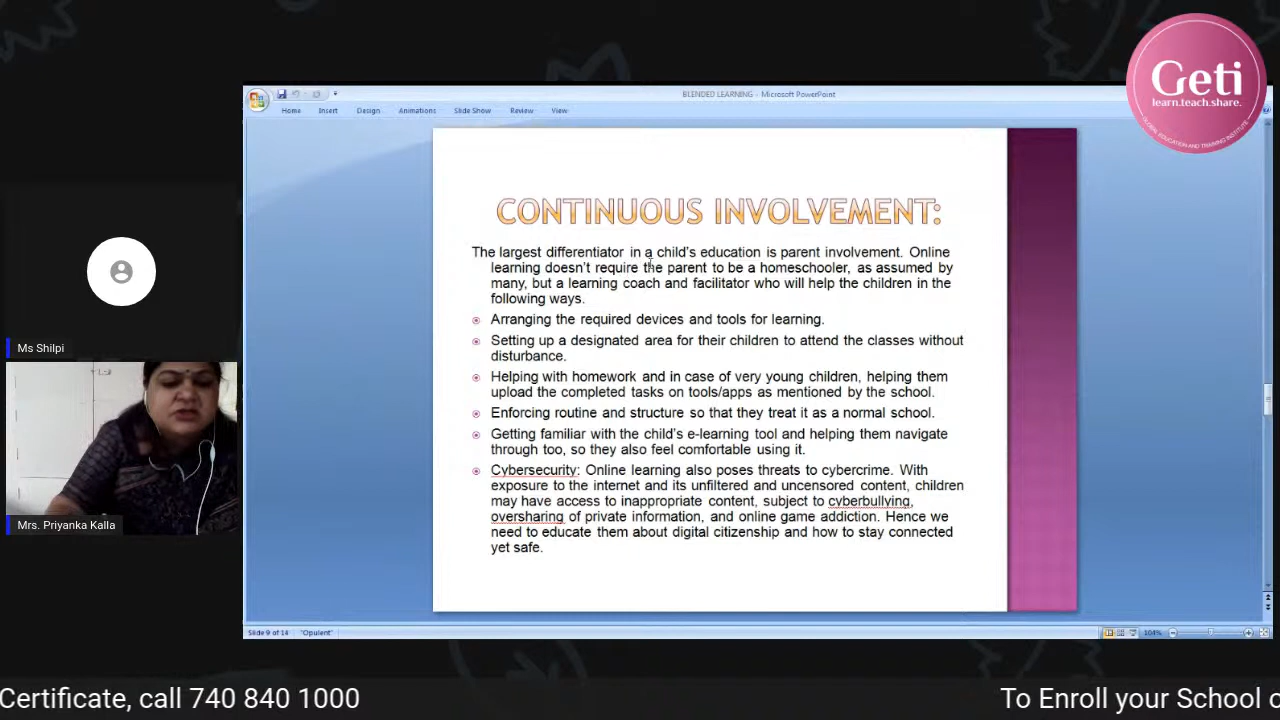 Geti
learn.teach.share.
GLOBAL EDUCATION AND TRAINING INSTITUTE
BLENDED LEARNING - Microsoft PowerPoint
Home Insert Design Animations Slide Show Review View
CONTINUOUS INVOLVEMENT:
The largest differentiator in a child's education is parent involvement. Online
learning doesn't require the parent to be a homeschooler, as assumed by
many, but a learning coach and facilitator who will help the children in the
following ways.
Arranging the required devices and tools for learning.
Setting up a designated area for their children to attend the classes without
disturbance.
Helping with homework and in case of very young children, helping them
upload the completed tasks on tools/apps as mentioned by the school.
Enforcing routine and structure so that they treat it as a normal school.
Getting familiar with the child's e-learning tool and helping them navigate
through too, so they also feel comfortable using it.
Cybersecurity: Online learning also poses threats to cybercrime. With
exposure to the internet and its unfiltered and uncensored content, children
may have access to inappropriate content, subject to cyberbullying,
oversharing of private information, and online game addiction. Hence we
need to educate them about digital citizenship and how to stay connected
yet safe.
Ms Shilpi
Mrs. Priyanka Kalla
Slide 9 of 14 "Opulent" 104%
Certificate, call 740 840 1000 To Enroll your School